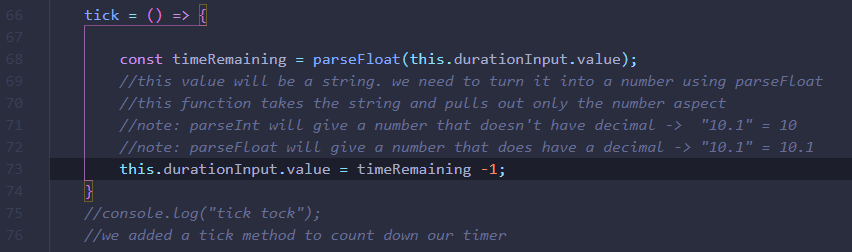 66 tick = () => {
67
68 const timeRemaining = parseFloat(this.durationInput.value);
69 //this value will be a string. we need to turn it into a number using parseFloat
70 //this function takes the string and pulls out only the number aspect
71 //note: parseInt will give a number that doesn't have decimal ->  "10.1" = 10
72 //note: parseFloat will give a number that does have a decimal -> "10.1" = 10.1
73 this.durationInput.value = timeRemaining -1;
74 }
75 //console.log("tick tock");
76 //we added a tick method to count down our timer